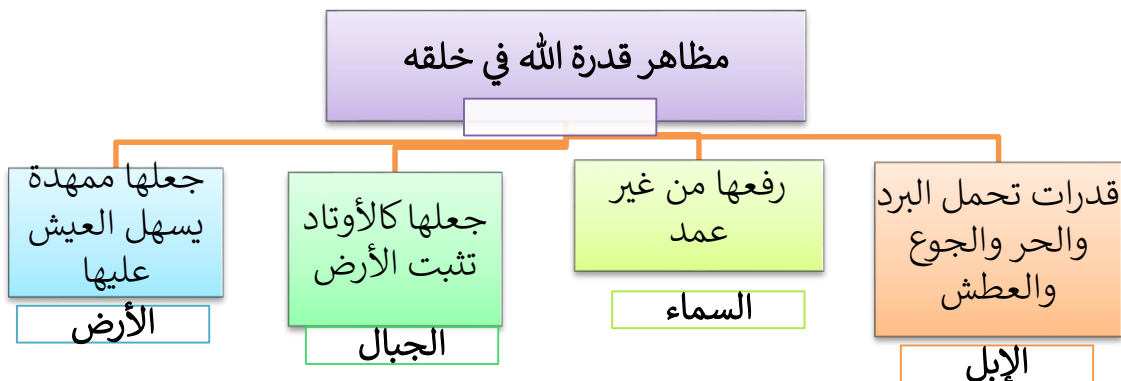 مظاهر قدرة الله في خلقه
قدرات تحمل البرد
والحر والجوع
والعطش
الإبل
رفعها من غير
عمد
السماء
جعلها كالأوتاد
تثبت الأرض
الجبال
جعلها ممهدة
يسهل العيش
عليها
الأرض